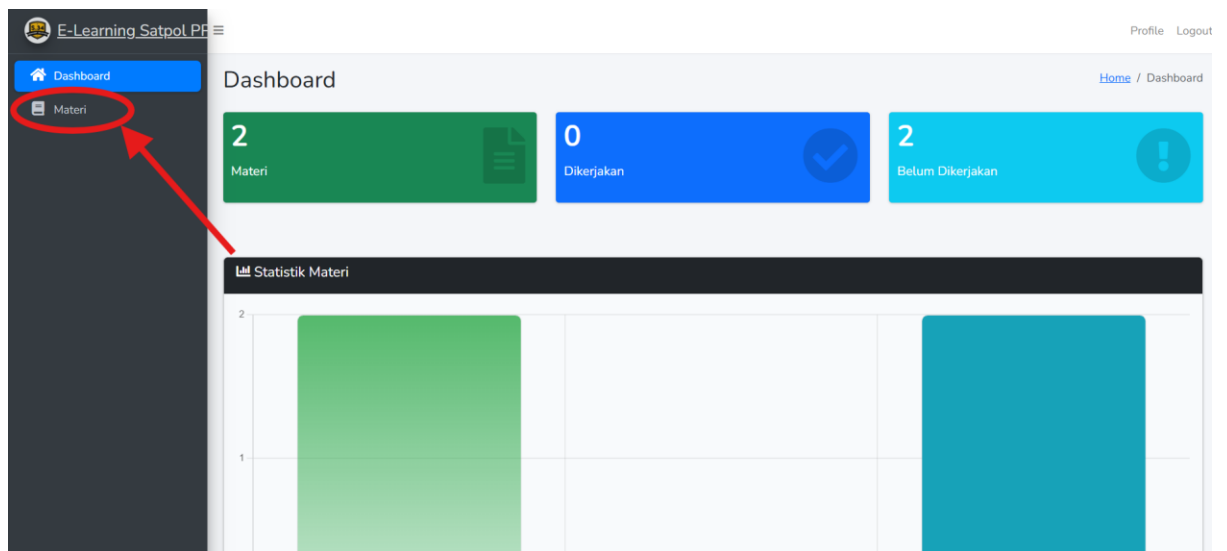 E-Learning Satpol PP
Profile Logout
Dashboard
Materi
Dashboard
Home / Dashboard
2
Materi
0
Dikerjakan
2
Belum Dikerjakan
Statistik Materi
2
1